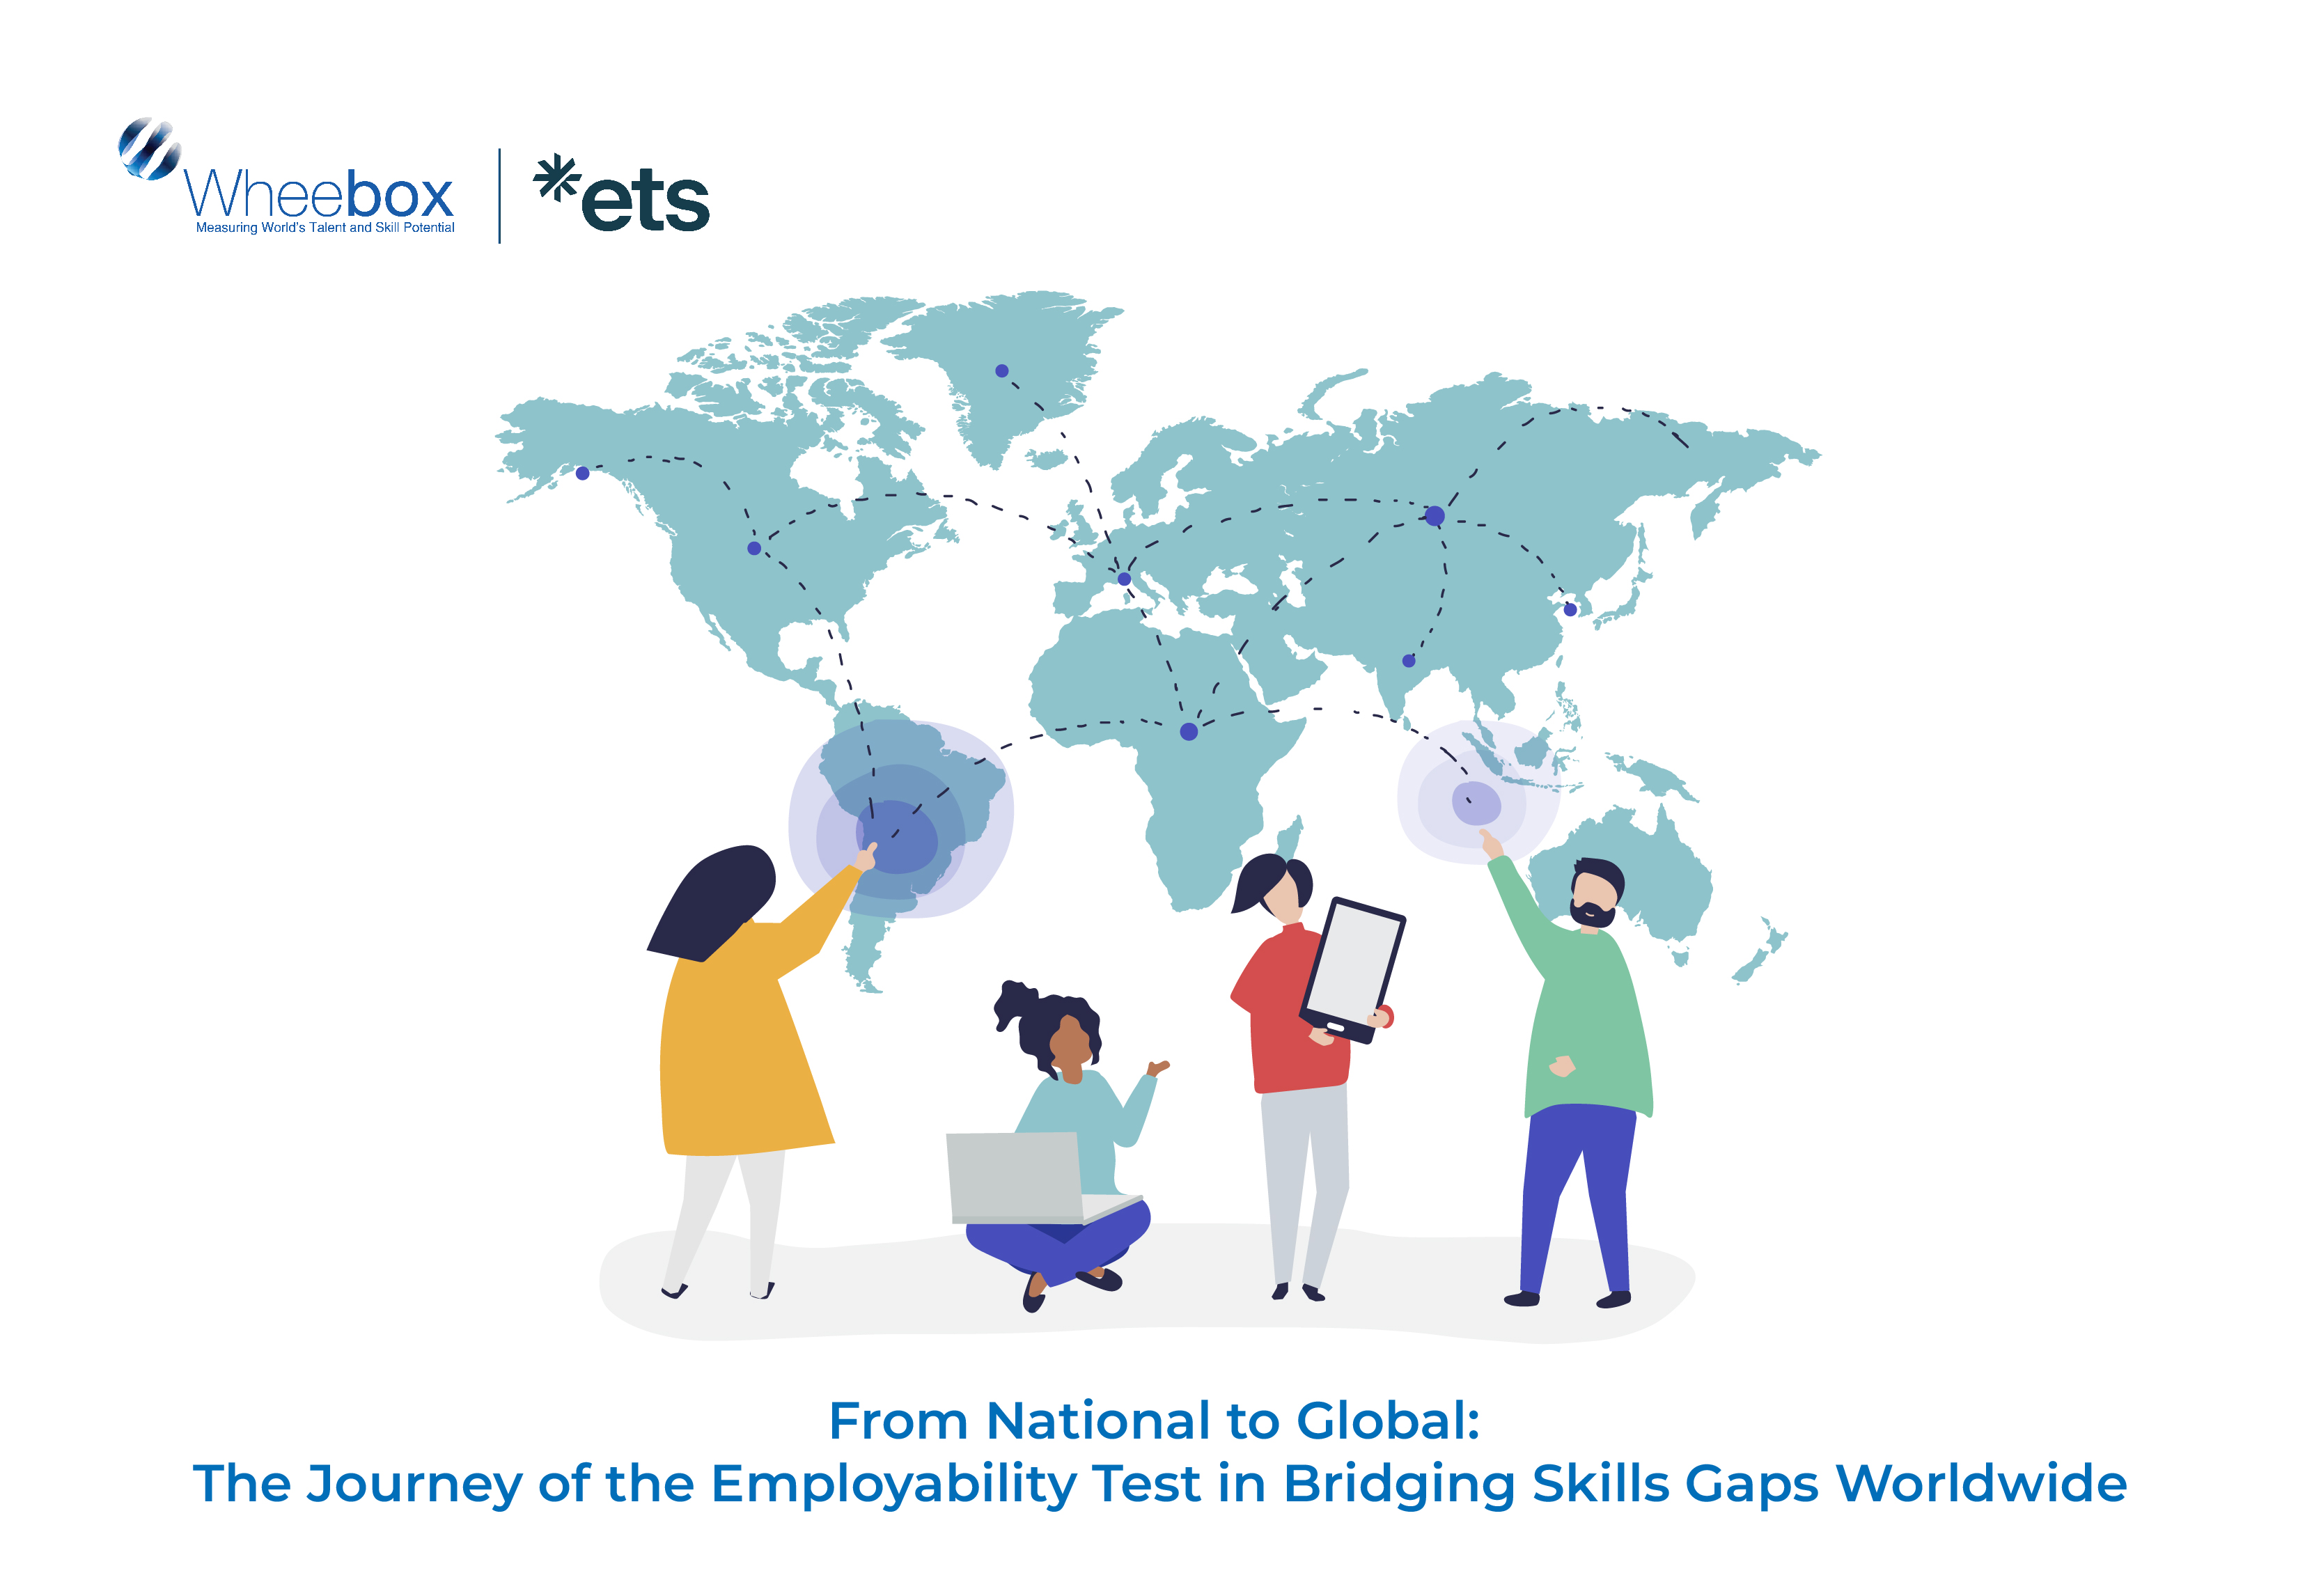 Wheebox
Measuring World's Talent and Skill Potential
ets
From National to Global:
The Journey of the Employability Test in Bridging Skills Gaps Worldwide